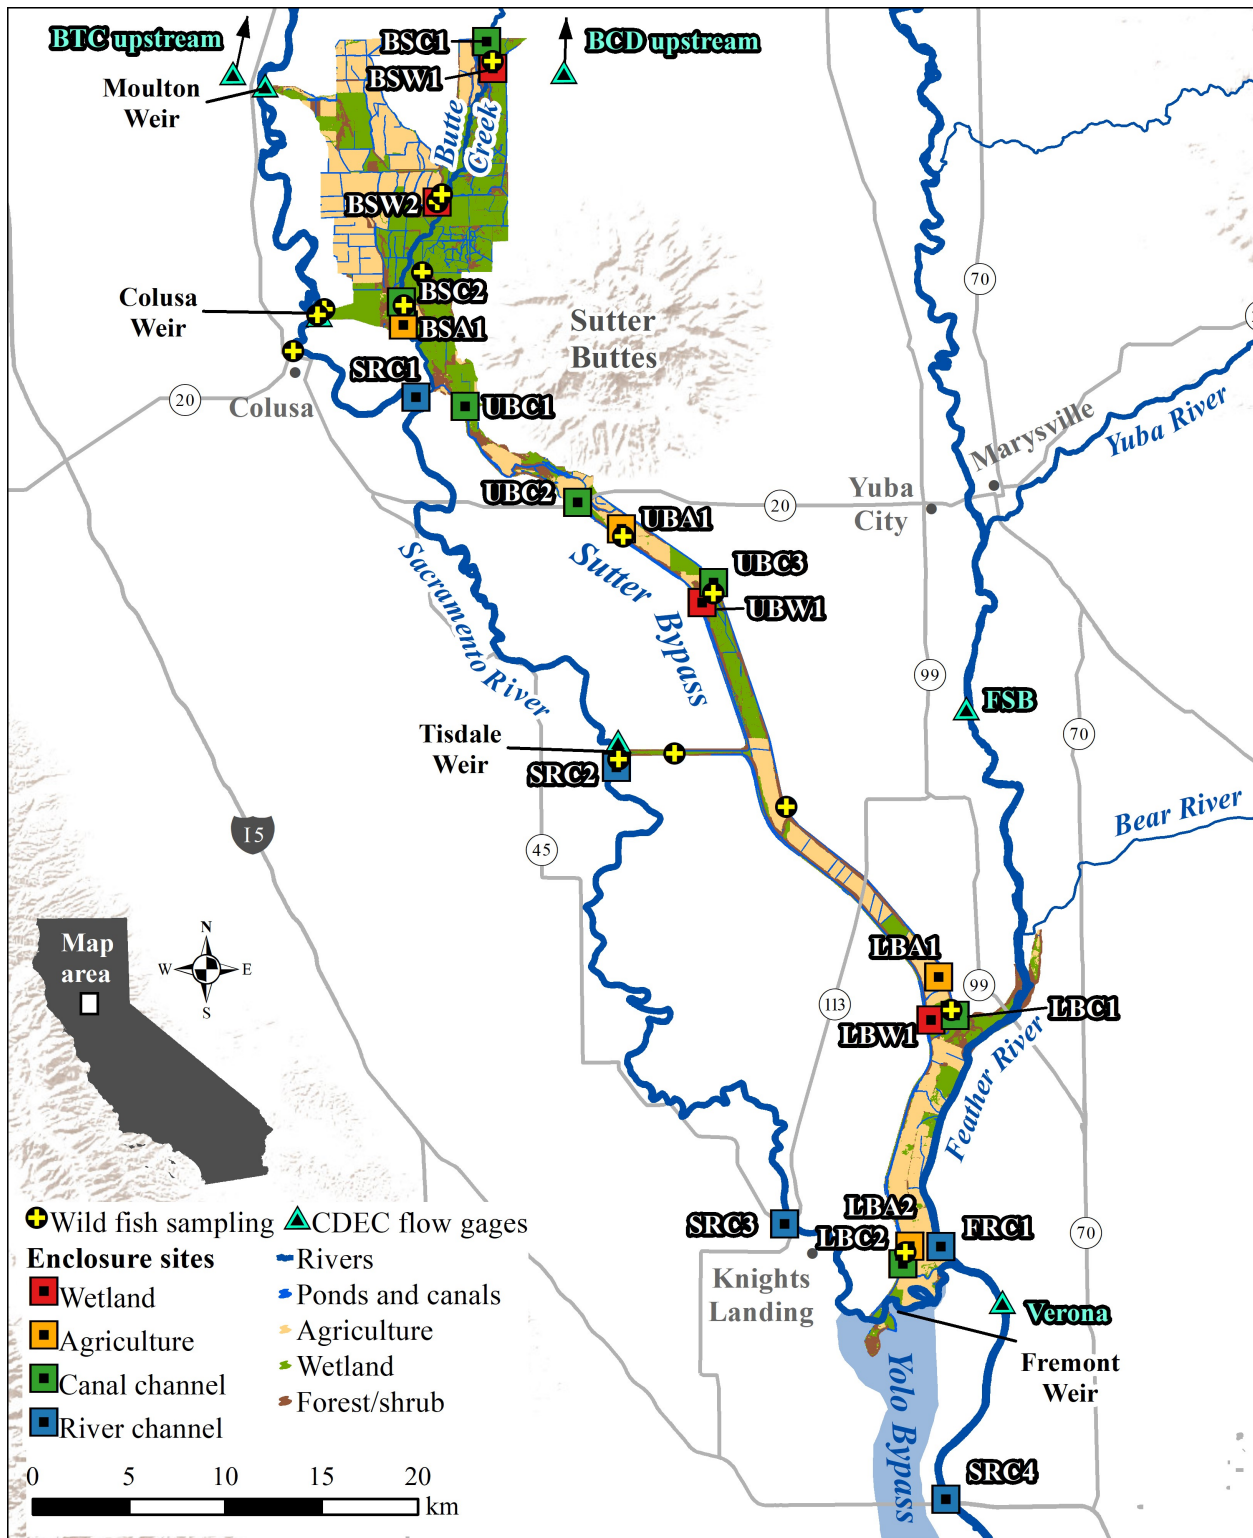 BTC upstream
BSC1
BCD upstream
BSW1
Moulton
Weir
Butte
Creek
BSW2
70
Colusa
Weir
BSC2
BSA1
Sutter
Buttes
SRC1
20
Colusa
UBC1
Marysville
Yuba River
UBC2
Yuba
City
20
UBA1
Sutter
Bypass
Sacramento River
UBC3
UBW1
99
FSB
70
Tisdale
Weir
SRC2
Bear River
I5
45
Map
area
N
W
E
S
LBA1
99
113
LBC1
LBW1
Feather River
LBA2
SRC3
LBC2
FRC1
70
Knights
Landing
Verona
Fremont
Weir
Yolo Bypass
SRC4
Wild fish sampling
CDEC flow gages
Enclosure sites
Wetland
Agriculture
Canal channel
River channel
Rivers
Ponds and canals
Agriculture
Wetland
Forest/shrub
0 5 10 15 20
km